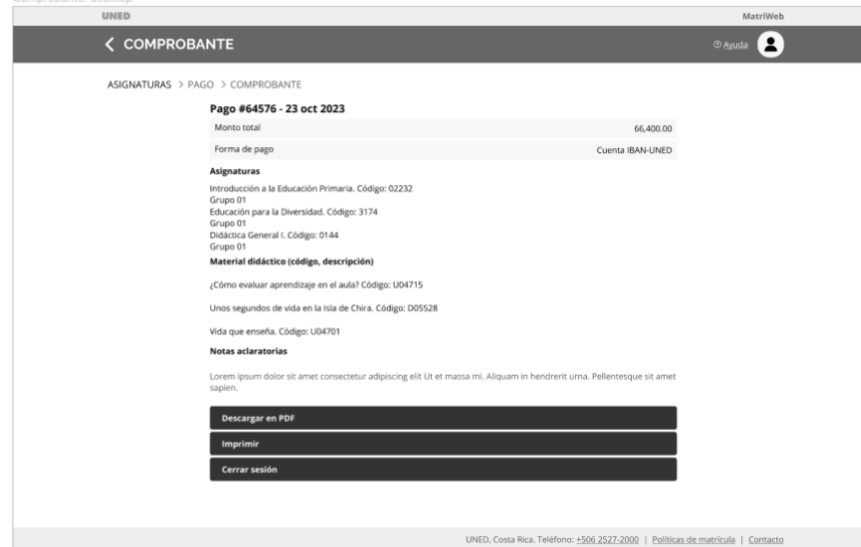 Comprobante/desktop
UNED
MatriWeb
COMPROBANTE
Ayuda
ASIGNATURAS > PAGO > COMPROBANTE
Pago #64576 - 23 oct 2023
Monto total 66,400.00
Forma de pago Cuenta IBAN-UNED
Asignaturas
Introducción a la Educación Primaria. Código: 02232
Grupo 01
Educación para la Diversidad. Código: 3174
Grupo 01
Didáctica General I. Código: 0144
Grupo 01
Material didáctico (código, descripción)
¿Cómo evaluar aprendizaje en el aula? Código: U04715
Unos segundos de vida en la Isla de Chira. Código: D05528
Vida que enseña. Código: U04701
Notas aclaratorias
Lorem ipsum dolor sit amet consectetur adipiscing elit Ut et massa mi. Aliquam in hendrerit urna. Pellentesque sit amet
sapien.
Descargar en PDF
Imprimir
Cerrar sesión
UNED, Costa Rica. Teléfono: +506 2527-2000 | Políticas de matrícula | Contacto